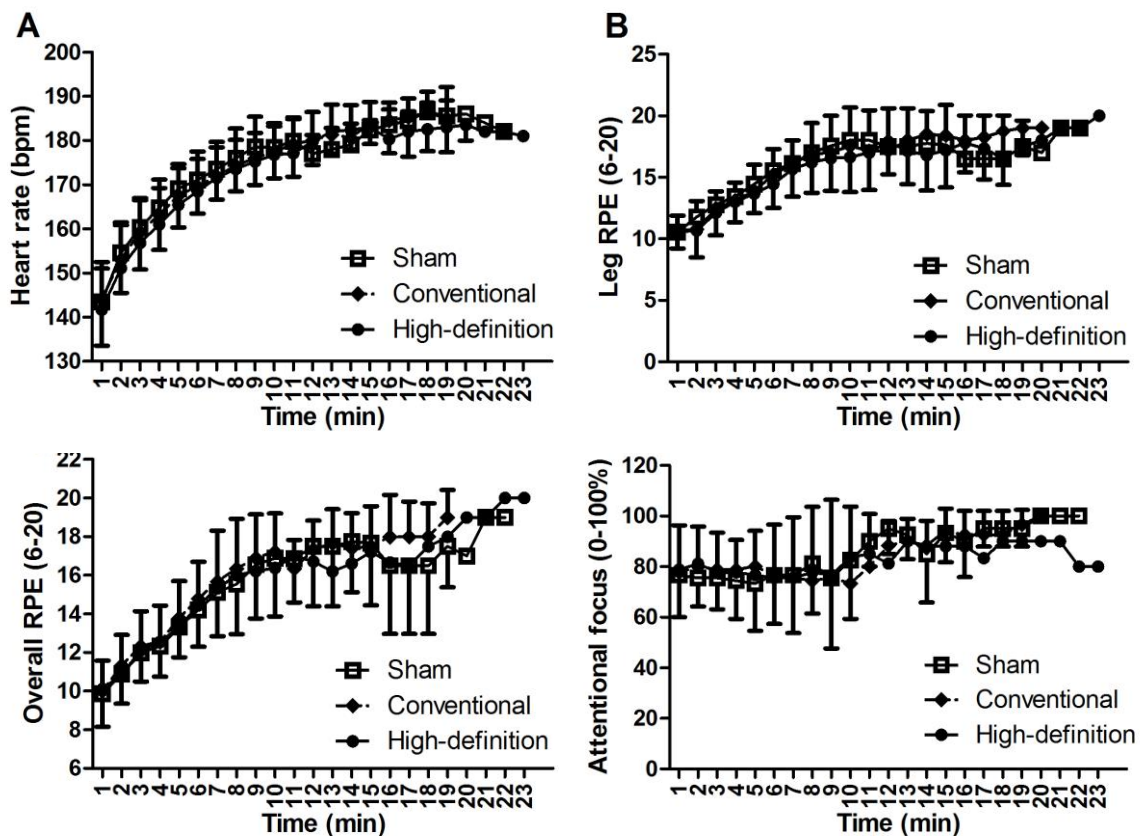 A
Heart rate (bpm)
200
190
180
170
160
150
140
130
Sham
Conventional
High-definition
1 2 3 4 5 6 7 8 9 10 11 12 13 14 15 16 17 18 19 20 21 22 23
Time (min)
B
Leg RPE (6-20)
25
20
15
10
5
0
Sham
Conventional
High-definition
1 2 3 4 5 6 7 8 9 10 11 12 13 14 15 16 17 18 19 20 21 22 23
Time (min)
Overall RPE (6-20)
22
20
18
16
14
12
10
8
6
Sham
Conventional
High-definition
1 2 3 4 5 6 7 8 9 10 11 12 13 14 15 16 17 18 19 20 21 22 23
Time (min)
Attentional focus (0-100%)
120
100
80
60
40
20
0
Sham
Conventional
High-definition
1 2 3 4 5 6 7 8 9 10 11 12 13 14 15 16 17 18 19 20 21 22 23
Time (min)